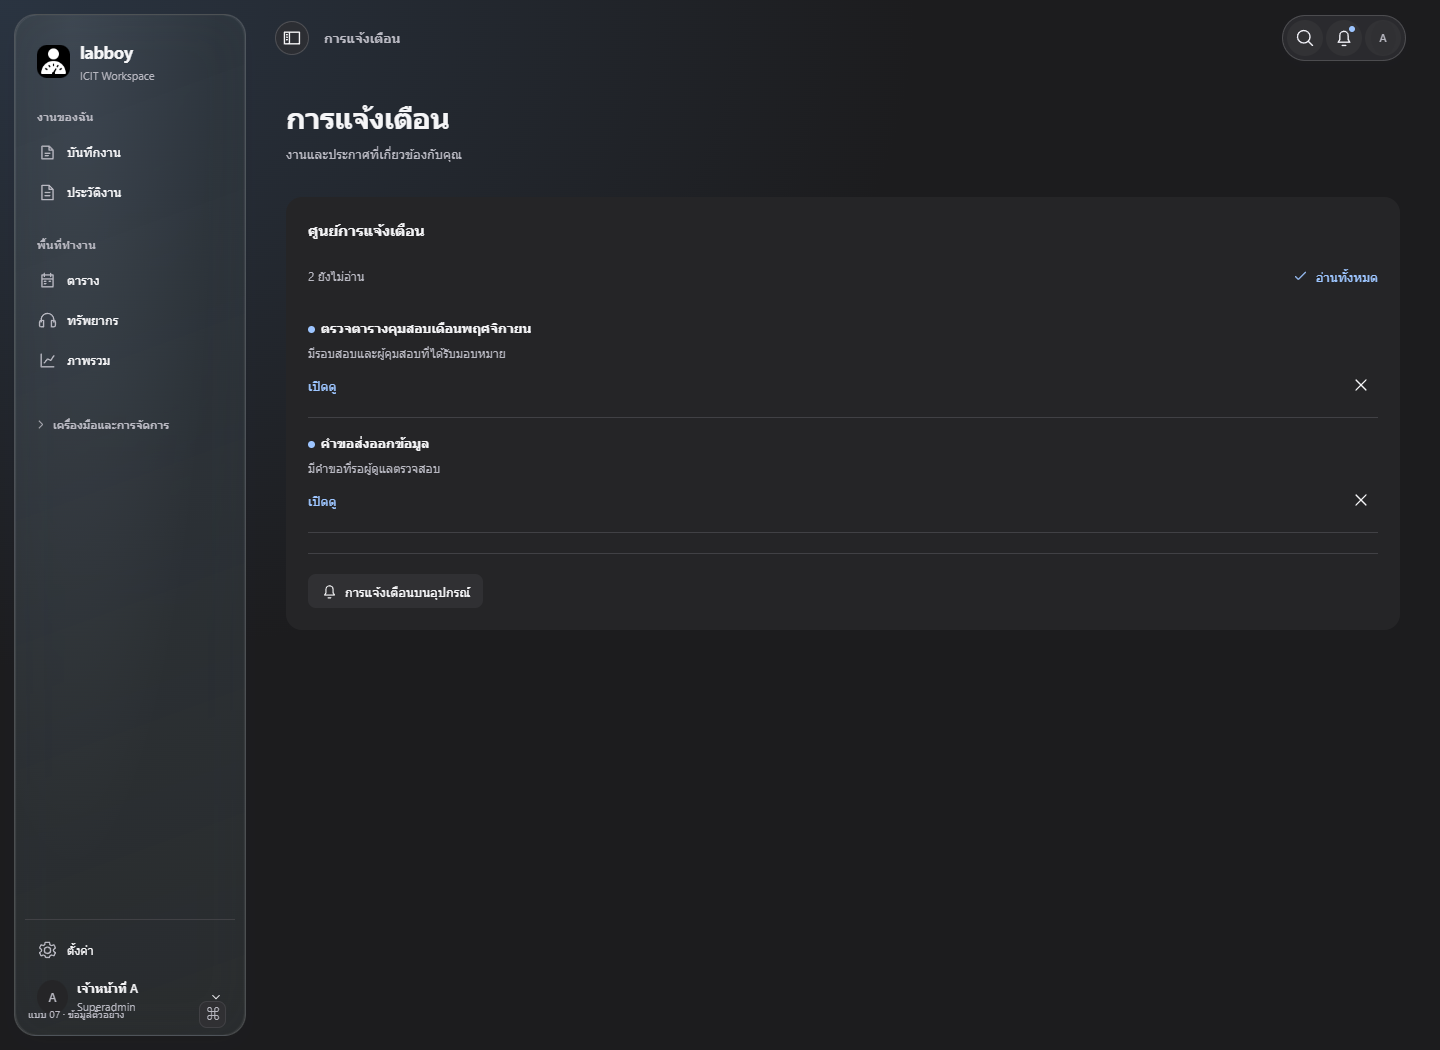 labboy
ICIT Workspace
งานของฉัน
บันทึกงาน
ประวัติงาน
พื้นที่ทำงาน
ตาราง
ทรัพยากร
ภาพรวม
เครื่องมือและการจัดการ
ตั้งค่า
A
เจ้าหน้าที่ A
Superadmin
แบบ 07 · ข้อมูลตัวอย่าง
การแจ้งเตือน
A
การแจ้งเตือน
งานและประกาศที่เกี่ยวข้องกับคุณ
ศูนย์การแจ้งเตือน
2 ยังไม่อ่าน
อ่านทั้งหมด
ตรวจตารางคุมสอบเดือนพฤศจิกายน
มีรอบสอบและผู้คุมสอบที่ได้รับมอบหมาย
เปิดดู
คำขอส่งออกข้อมูล
มีคำขอที่รอผู้ดูแลตรวจสอบ
เปิดดู
การแจ้งเตือนบนอุปกรณ์